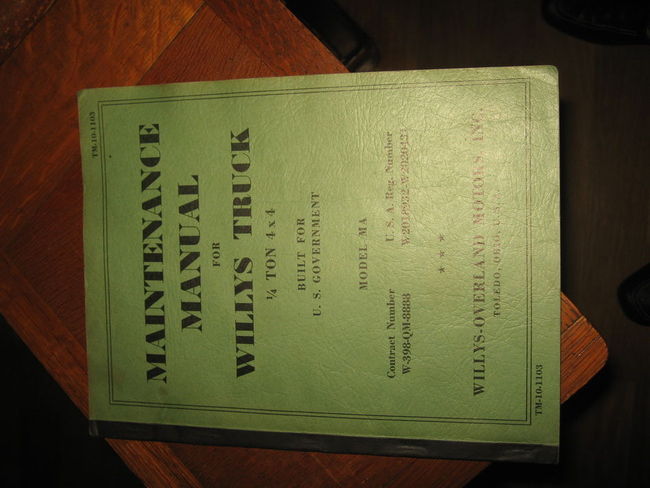 TM-10-1103
MAINTENANCE
MANUAL
FOR
WILLYS TRUCK
¼ TON 4 x 4
BUILT FOR
U. S. GOVERNMENT
MODEL MA
Contract Number U. S. A. Reg. Number
W-398-QM-8888
★ ★ ★
WILLYS-OVERLAND MOTORS INC.
TOLEDO, OHIO, U.S.A.
TM-10-1103